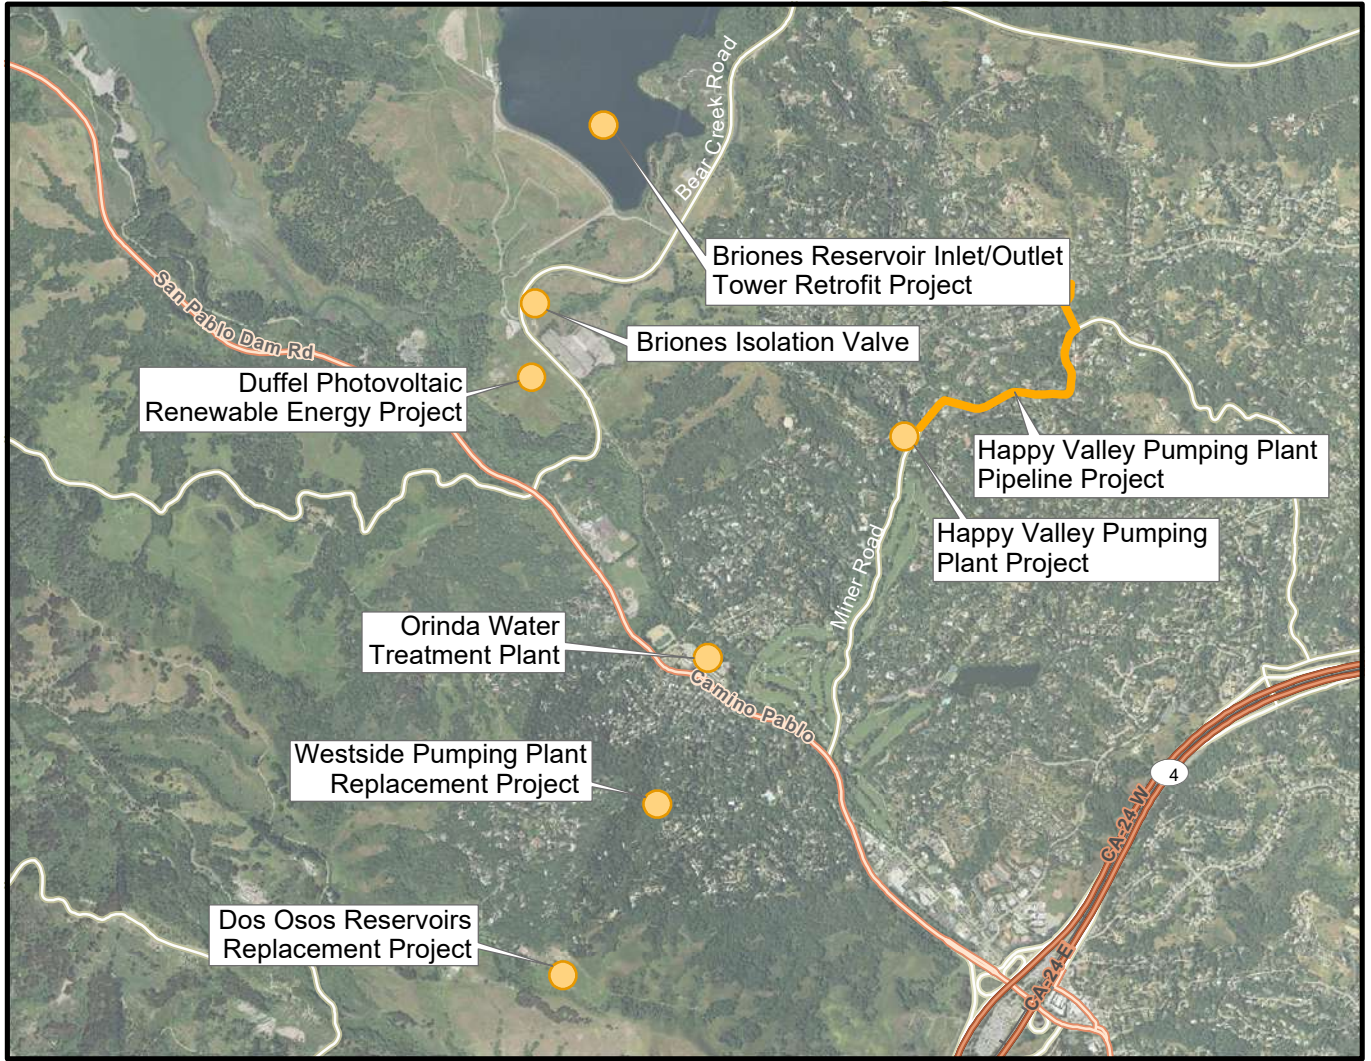 Bear Creek Road
Briones Reservoir Inlet/Outlet
Tower Retrofit Project
San Pablo Dam Rd
Briones Isolation Valve
Duffel Photovoltaic
Renewable Energy Project
Happy Valley Pumping Plant
Pipeline Project
Happy Valley Pumping
Plant Project
Miner Road
Orinda Water
Treatment Plant
Camino Pablo
Westside Pumping Plant
Replacement Project
4
CA-24-W
Dos Osos Reservoirs
Replacement Project
CA-24-E